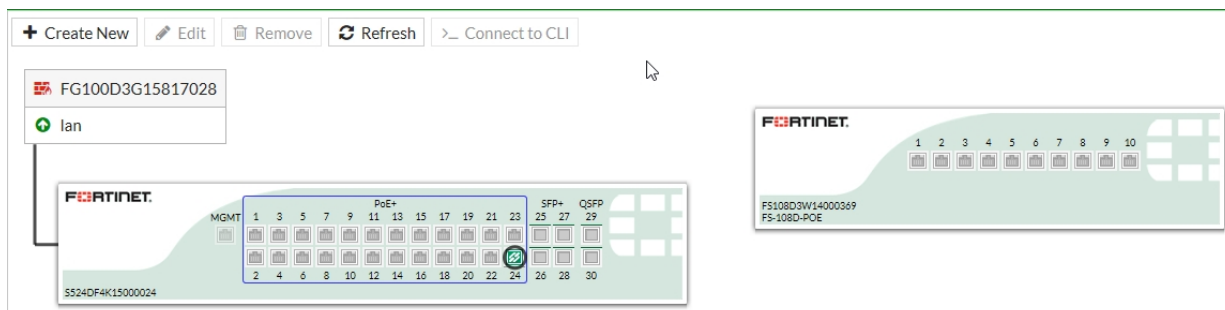 Create New Edit Remove Refresh >_ Connect to CLI
FG100D3G15817028
lan
FORTINET
PoE+ SFP+ QSFP
MGMT 1 3 5 7 9 11 13 15 17 19 21 23 25 27 29
2 4 6 8 10 12 14 16 18 20 22 24 26 28 30
S524DF4K15000024
FORTINET
1 2 3 4 5 6 7 8 9 10
FS108D3W14000369
FS-108D-POE